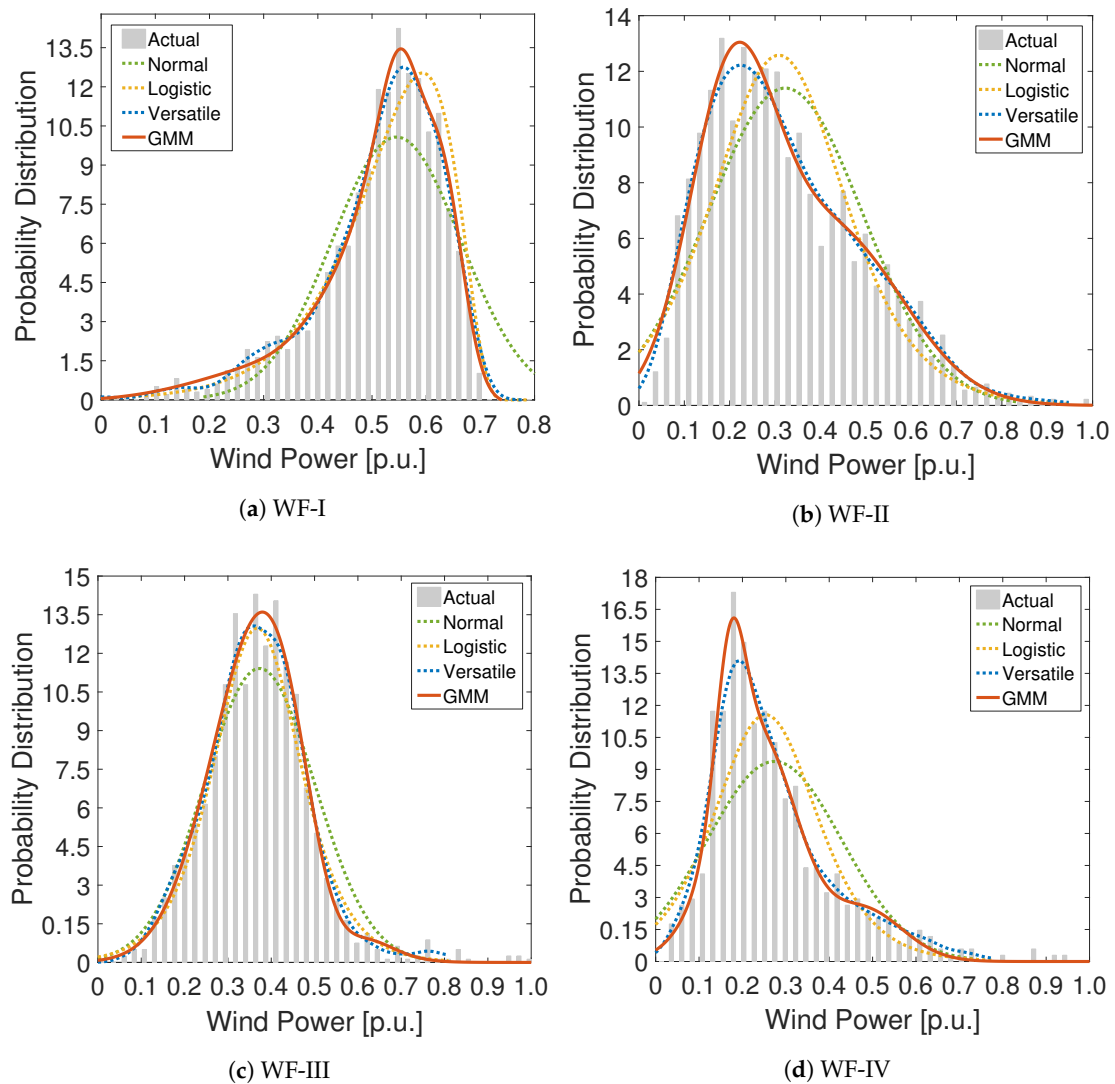 Probability Distribution
13.5
12
10.5
9
7.5
6
4.5
3
1.5
0
Actual
Normal
Logistic
Versatile
GMM
0 0.1 0.2 0.3 0.4 0.5 0.6 0.7 0.8
Wind Power [p.u.]
(a) WF-I
Probability Distribution
14
12
10
8
6
4
2
0
Actual
Normal
Logistic
Versatile
GMM
0 0.1 0.2 0.3 0.4 0.5 0.6 0.7 0.8 0.9 1.0
Wind Power [p.u.]
(b) WF-II
Probability Distribution
15
13.5
12
10.5
9
7.5
6
4.5
3
0.15
0
Actual
Normal
Logistic
Versatile
GMM
0 0.1 0.2 0.3 0.4 0.5 0.6 0.7 0.8 0.9 1.0
Wind Power [p.u.]
(c) WF-III
Probability Distribution
18
16.5
15
13.5
12
10.5
9
7.5
6
4.5
3
0.15
0
Actual
Normal
Logistic
Versatile
GMM
0 0.1 0.2 0.3 0.4 0.5 0.6 0.7 0.8 0.9 1.0
Wind Power [p.u.]
(d) WF-IV